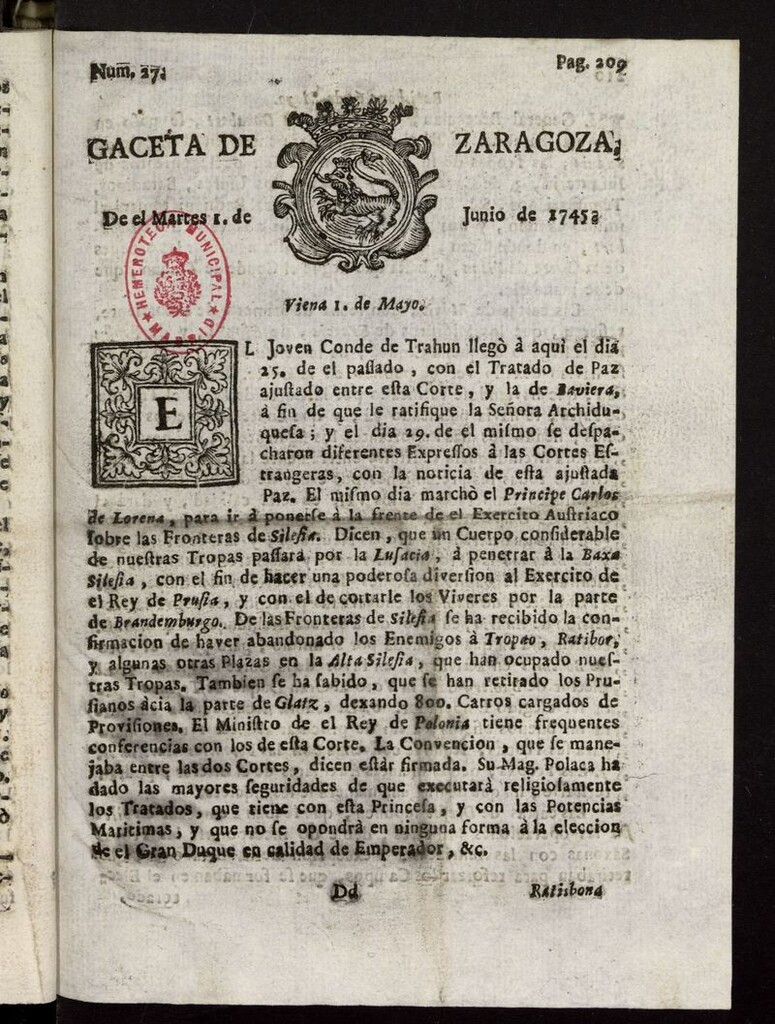 Num. 27.
Pag. 209
GACETA DE ZARAGOZA,
De el Martes 1. de Junio de 1745.
HEMEROTECA MUNICIPAL
★ MADRID ★
Viena 1. de Mayo.
EL Joven Conde de Trahun llegò à aqui el dia
25. de el paſſado, con el Tratado de Paz
ajuſtado entre eſta Corte, y la de Baviera,
à fin de que le ratifique la Señora Archidu-
queſa; y el dia 29. de el miſmo ſe deſpa-
charon diferentes Expreſſos à las Cortes Eſ-
trangeras, con la noticia de eſta ajuſtada
Paz. El miſmo dia marchò el Principe Carlos
de Lorena, para ir à ponerſe à la frente de el Exercito Auſtriaco
ſobre las Fronteras de Sileſia. Dicen, que un Cuerpo conſiderable
de nueſtras Tropas paſſarà por la Luſacia, à penetrar à la Baxa
Sileſia, con el fin de hacer una poderoſa diverſion al Exercito de
el Rey de Pruſia, y con el de cortarle los Viveres por la parte
de Brandemburgo. De las Fronteras de Sileſia ſe ha recibido la con-
firmacion de haver abandonado los Enemigos à Tropao, Ratibor,
y algunas otras Plazas en la Alta Sileſia, que han ocupado nueſ-
tras Tropas. Tambien ſe ha ſabido, que ſe han retirado los Pru-
ſianos àcia la parte de Glatz, dexando 800. Carros cargados de
Proviſiones. El Miniſtro de el Rey de Polonia tiene frequentes
conferencias con los de eſta Corte. La Convencion, que ſe mane-
jaba entre las dos Cortes, dicen eſtàr firmada. Su Mag. Polaca ha
dado las mayores ſeguridades de que executarà religioſamente
los Tratados, que tiene con eſta Princeſa, y con las Potencias
Maritimas, y que no ſe opondrà en ninguna forma à la eleccion
de el Gran Duque en calidad de Emperador, &c.
Dd
Ratisbona